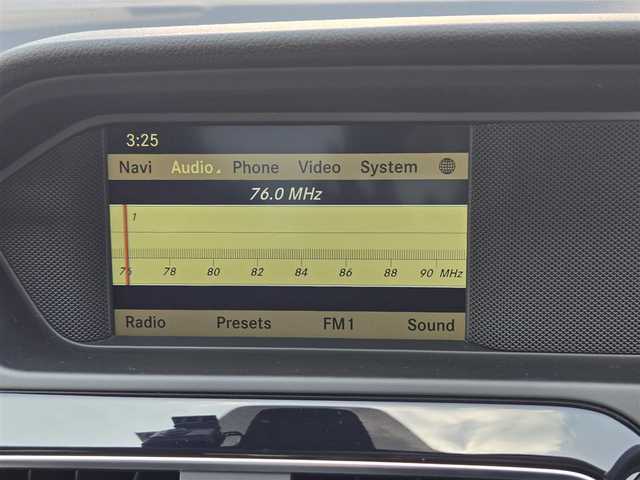 3:25
Navi Audio Phone Video System
76.0 MHz
1
76 78 80 82 84 86 88 90 MHz
Radio Presets FM1 Sound